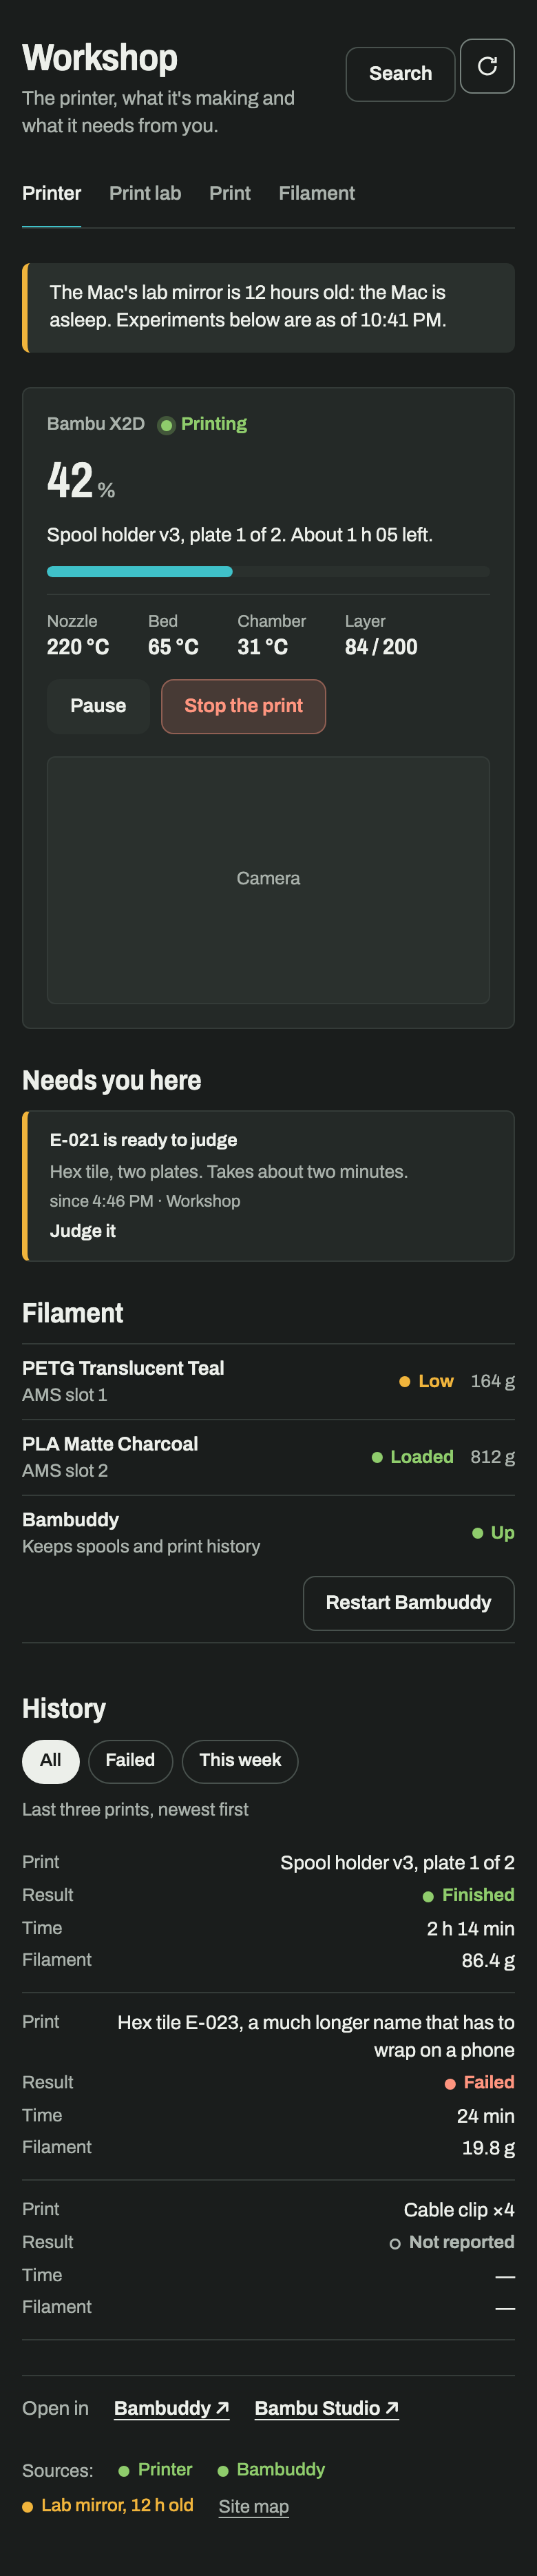 Workshop
The printer, what it's making and
what it needs from you.
Search
Printer Print lab Print Filament
The Mac's lab mirror is 12 hours old: the Mac is
asleep. Experiments below are as of 10:41 PM.
Bambu X2D Printing
42 %
Spool holder v3, plate 1 of 2. About 1 h 05 left.
Nozzle Bed Chamber Layer
220 °C 65 °C 31 °C 84 / 200
Pause Stop the print
Camera
Needs you here
E-021 is ready to judge
Hex tile, two plates. Takes about two minutes.
since 4:46 PM · Workshop
Judge it
Filament
PETG Translucent Teal
AMS slot 1
Low 164 g
PLA Matte Charcoal
AMS slot 2
Loaded 812 g
Bambuddy
Keeps spools and print history
Up
Restart Bambuddy
History
All Failed This week
Last three prints, newest first
Print Spool holder v3, plate 1 of 2
Result Finished
Time 2 h 14 min
Filament 86.4 g
Print Hex tile E-023, a much longer name that has to
wrap on a phone
Result Failed
Time 24 min
Filament 19.8 g
Print Cable clip ×4
Result Not reported
Time —
Filament —
Open in Bambuddy ↗ Bambu Studio ↗
Sources: Printer Bambuddy
Lab mirror, 12 h old Site map